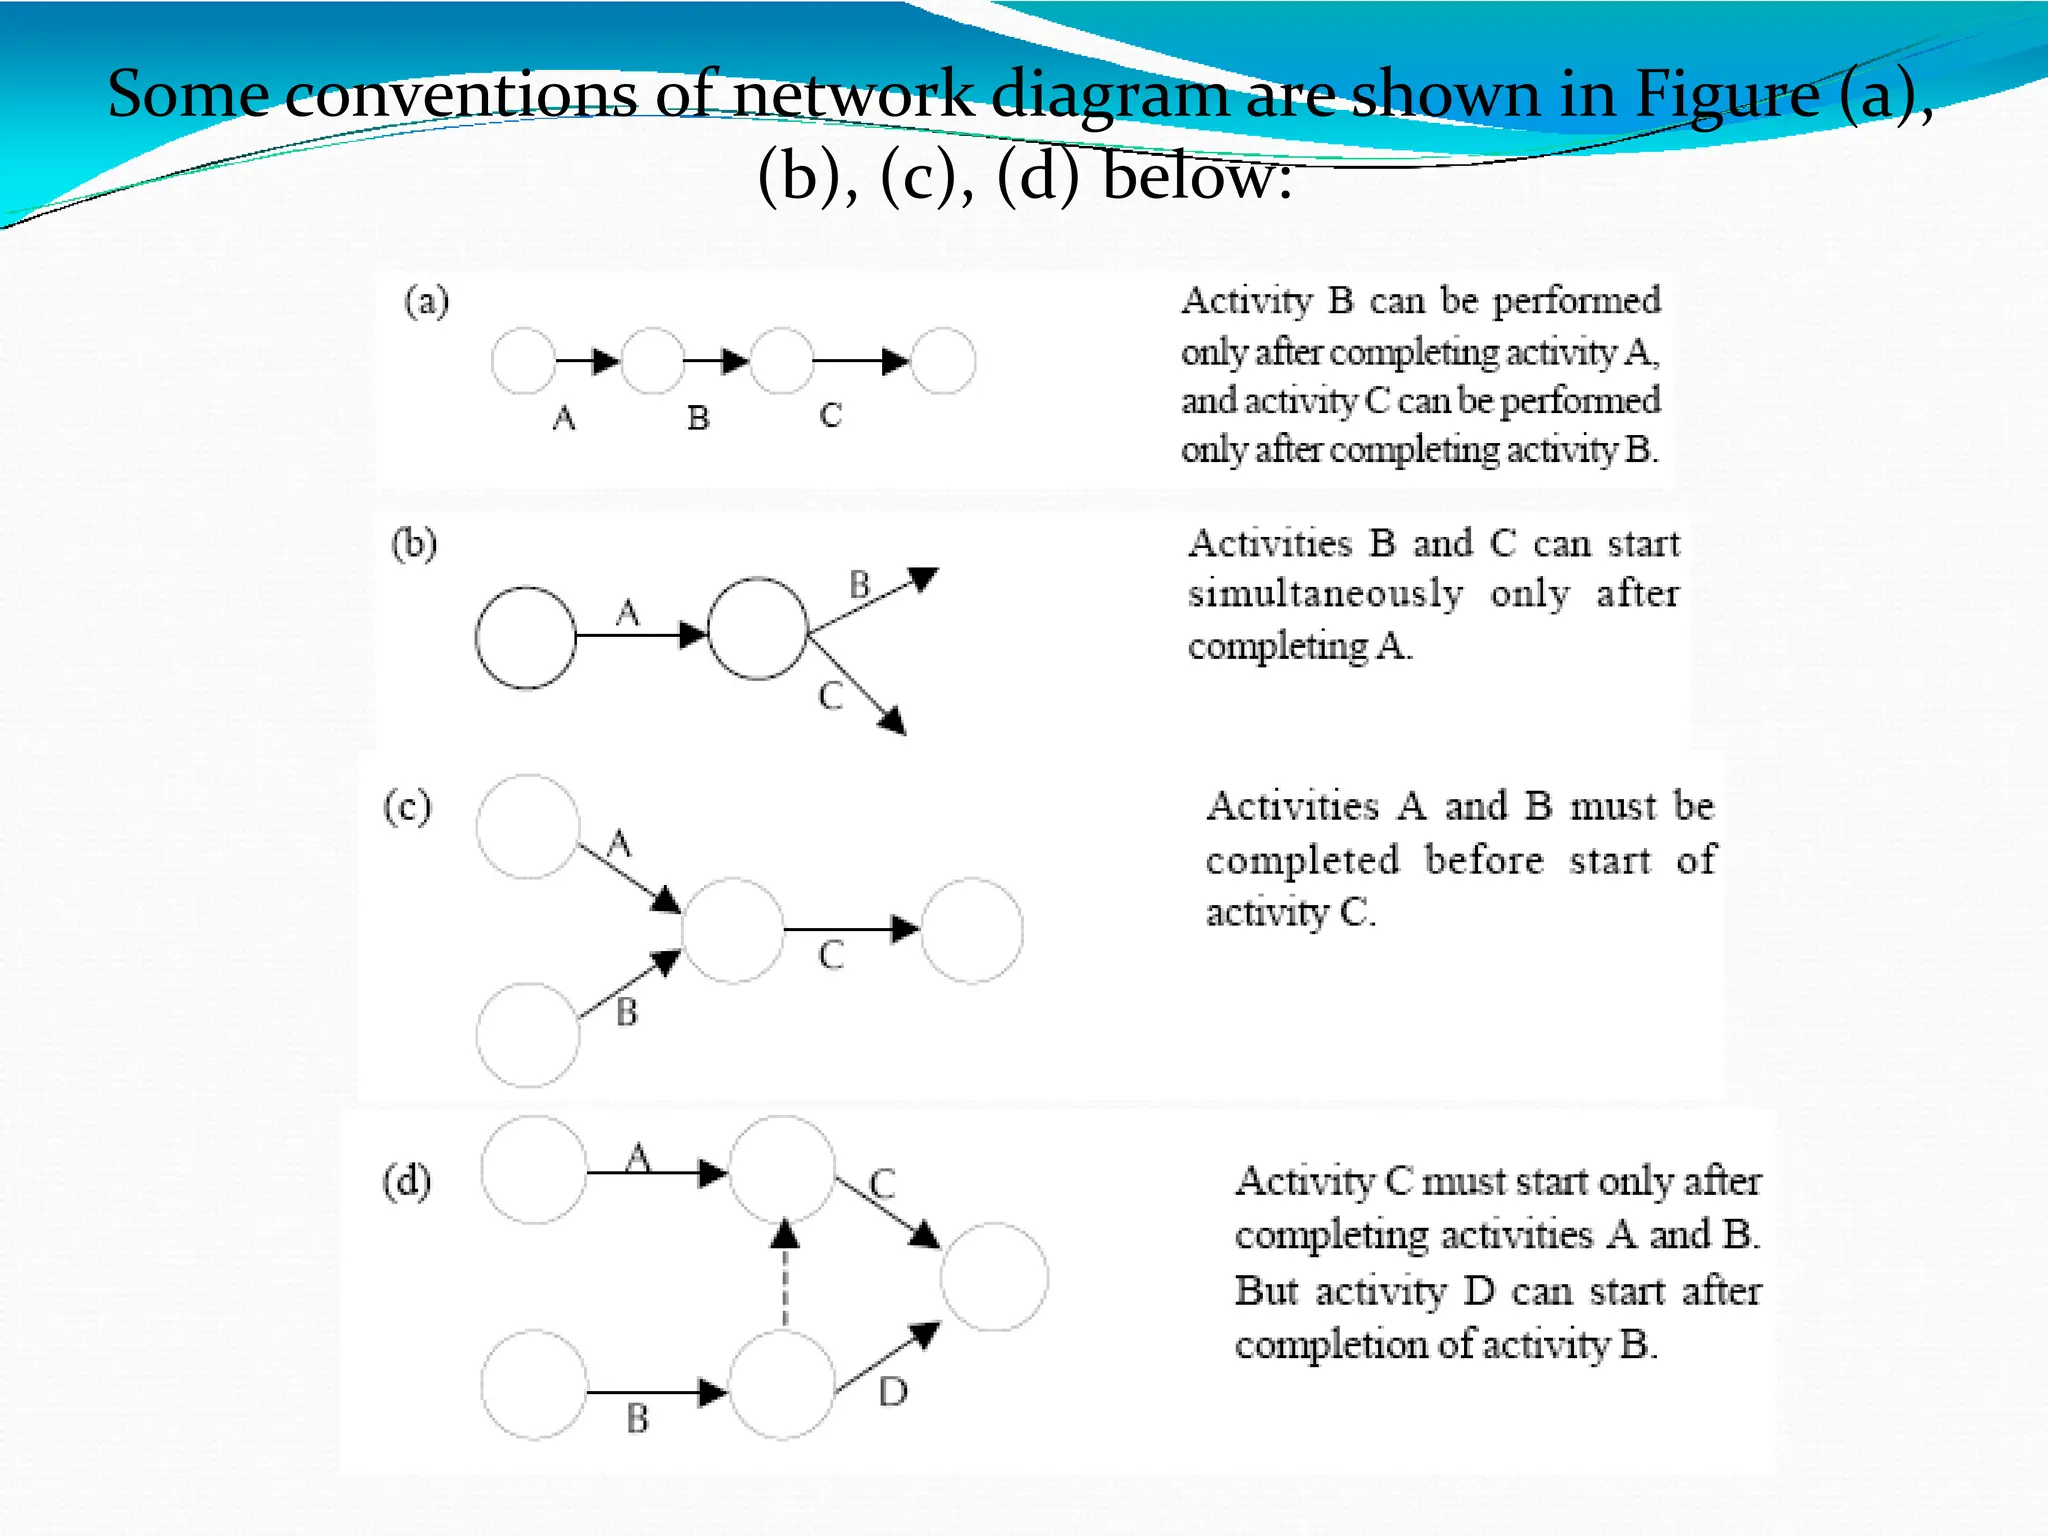 Some conventions of network diagram are shown in Figure (a),
(b), (c), (d) below:
(a)
A B C
Activity B can be performed
only after completing activity A,
and activity C can be performed
only after completing activity B.
(b)
A
B
C
Activities B and C can start
simultaneously only after
completing A.
(c)
A
B
C
Activities A and B must be
completed before start of
activity C.
(d)
A
C
B
D
Activity C must start only after
completing activities A and B.
But activity D can start after
completion of activity B.